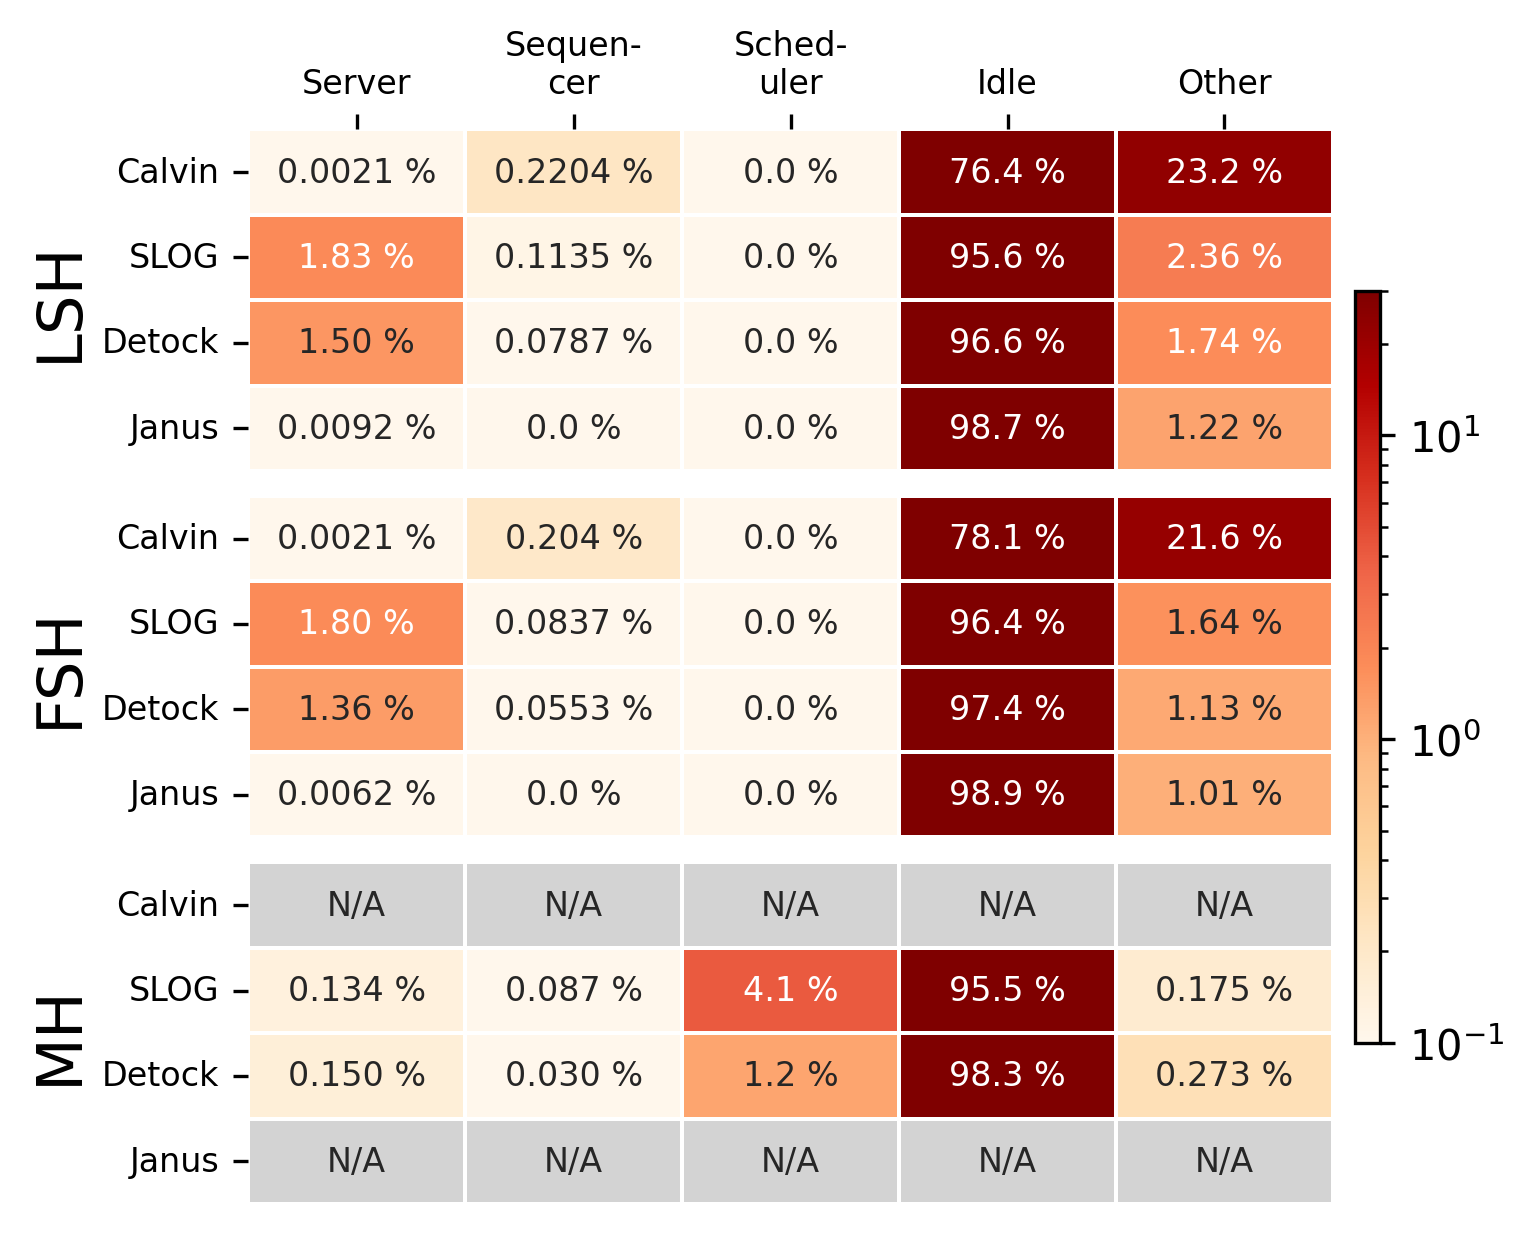 Server Sequen-
cer Sched-
uler Idle Other
LSH
Calvin 0.0021 % 0.2204 % 0.0 % 76.4 % 23.2 %
SLOG 1.83 % 0.1135 % 0.0 % 95.6 % 2.36 %
Detock 1.50 % 0.0787 % 0.0 % 96.6 % 1.74 %
Janus 0.0092 % 0.0 % 0.0 % 98.7 % 1.22 %
FSH
Calvin 0.0021 % 0.204 % 0.0 % 78.1 % 21.6 %
SLOG 1.80 % 0.0837 % 0.0 % 96.4 % 1.64 %
Detock 1.36 % 0.0553 % 0.0 % 97.4 % 1.13 %
Janus 0.0062 % 0.0 % 0.0 % 98.9 % 1.01 %
MH
Calvin N/A N/A N/A N/A N/A
SLOG 0.134 % 0.087 % 4.1 % 95.5 % 0.175 %
Detock 0.150 % 0.030 % 1.2 % 98.3 % 0.273 %
Janus N/A N/A N/A N/A N/A
10¹
10⁰
10⁻¹